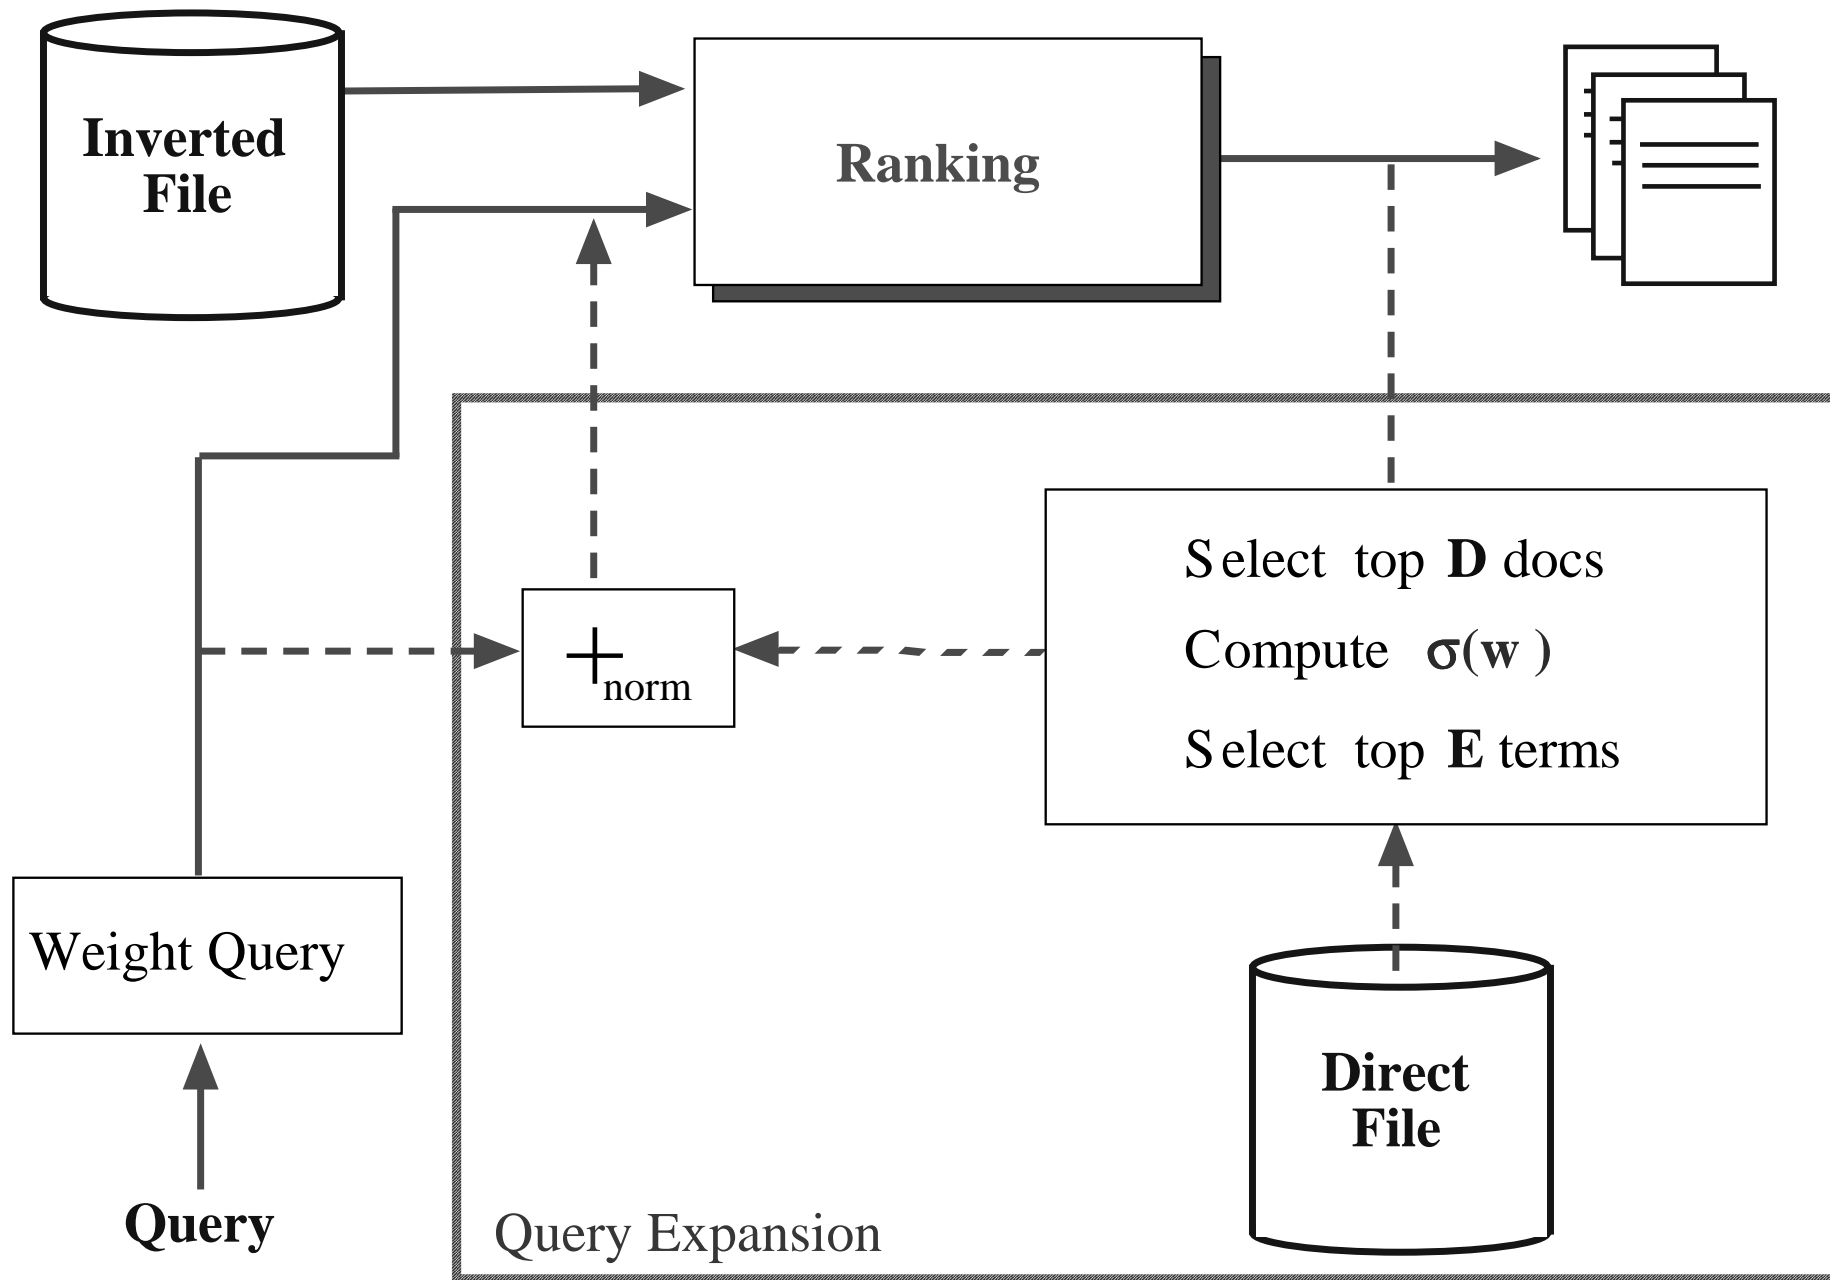 Inverted
File
Ranking
Select top D docs
Compute σ(w )
Select top E terms
+norm
Weight Query
Direct
File
Query
Query Expansion